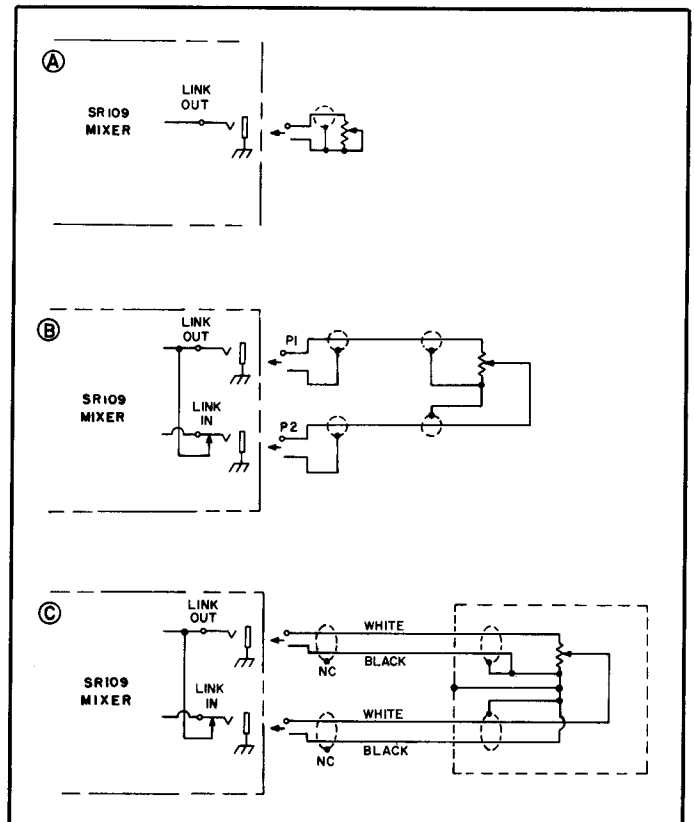 A
LINK
OUT
SR109
MIXER
B
LINK
OUT
P1
SR109
MIXER
LINK
IN
P2
C
LINK
OUT
WHITE
BLACK
NC
SR109
MIXER
LINK
IN
WHITE
BLACK
NC